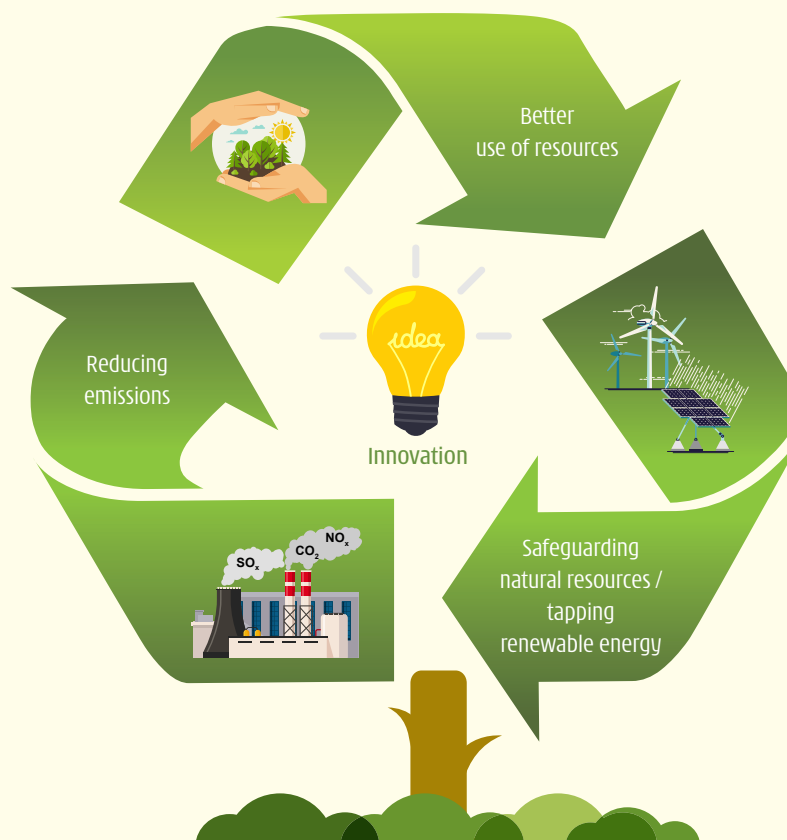 Better
use of resources
idea
Innovation
Reducing
emissions
Safeguarding
natural resources /
tapping
renewable energy
SOx
CO2
NOx